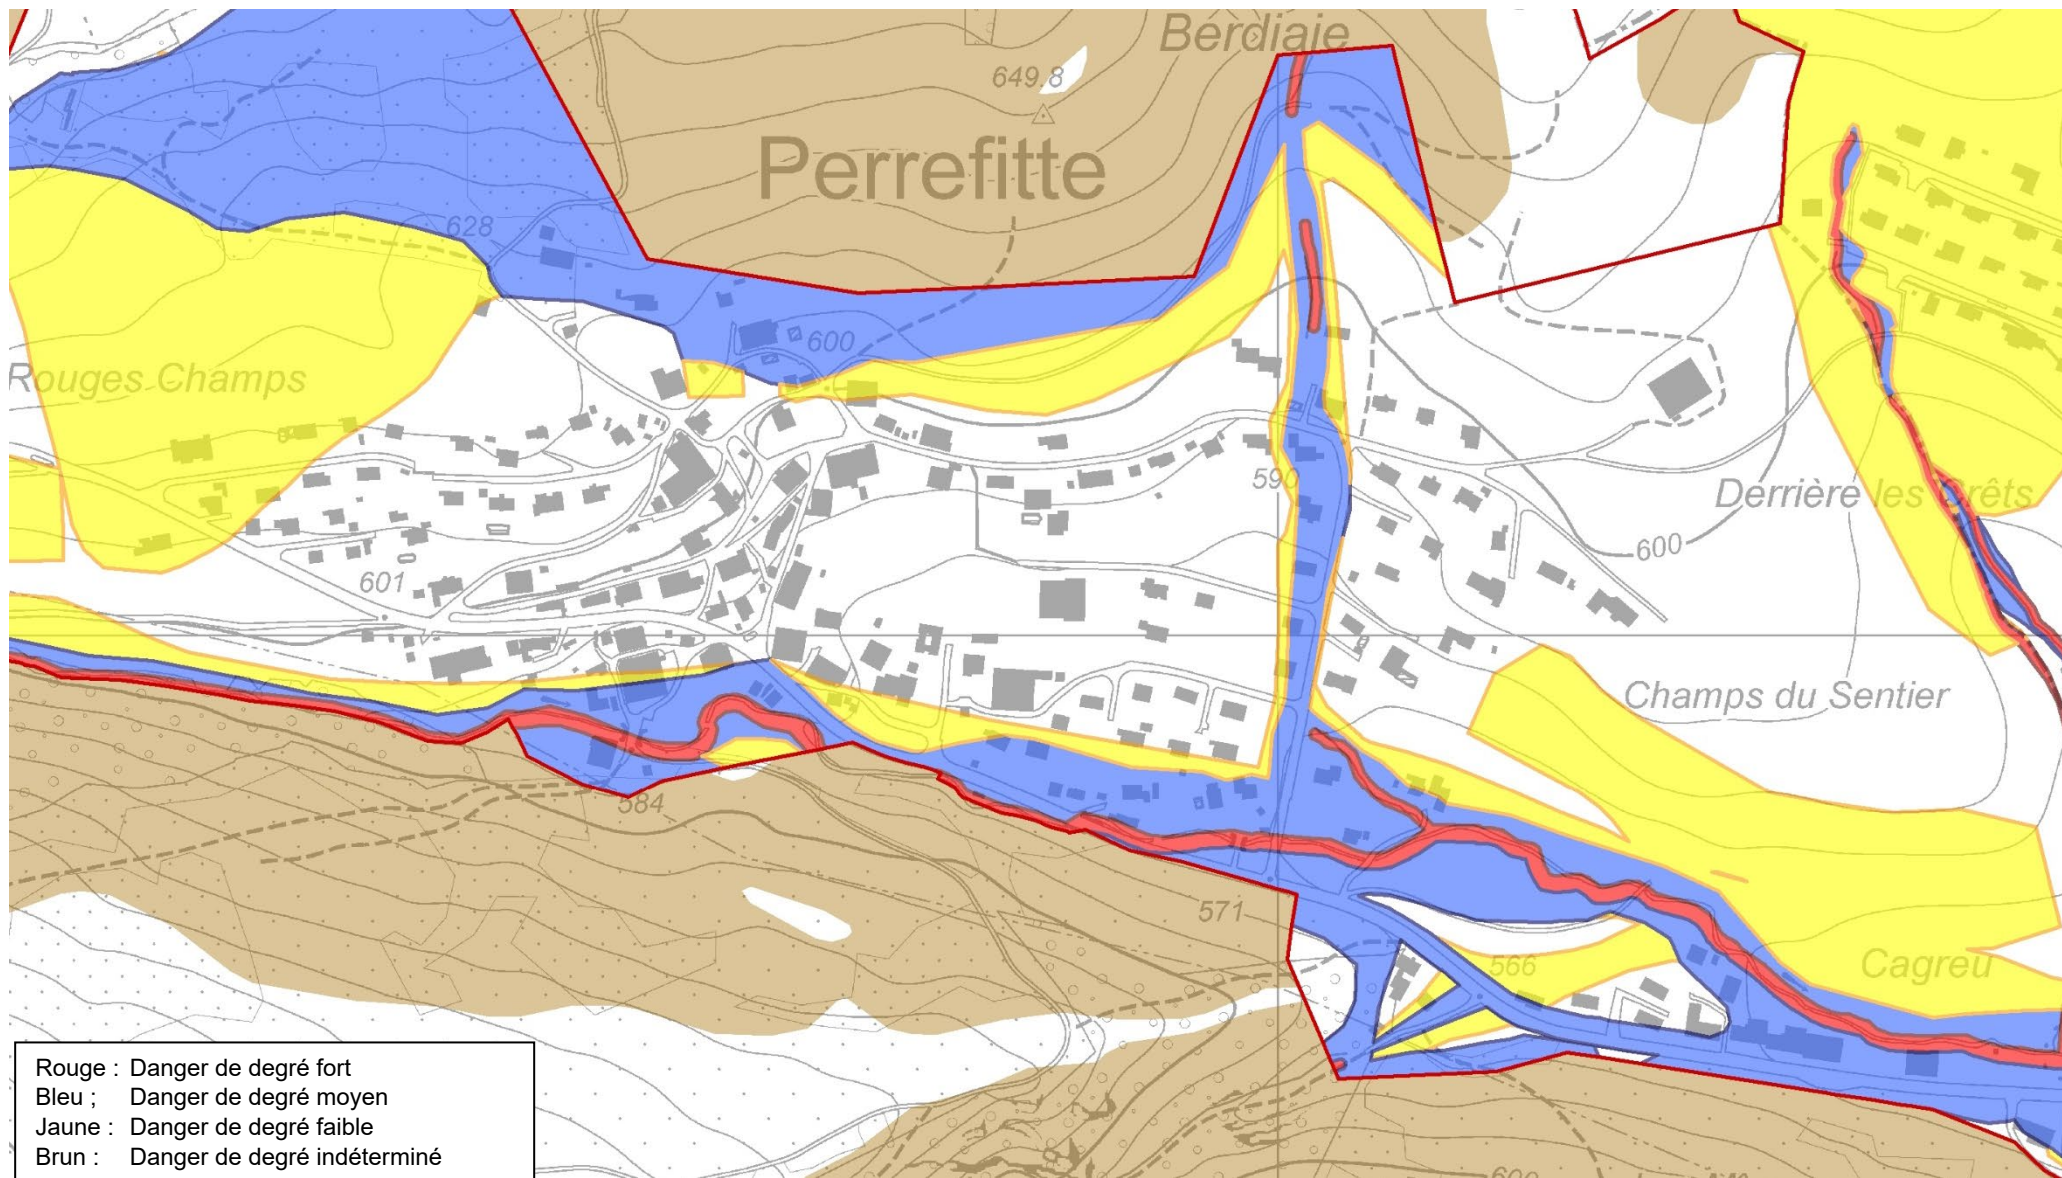 Berdiaie
649.8
Perrefitte
628
600
Rouges Champs
590
Derrière les Crêts
600
601
Champs du Sentier
584
571
566
Cagreu
Rouge : Danger de degré fort
Bleu ; Danger de degré moyen
Jaune : Danger de degré faible
Brun : Danger de degré indéterminé
600